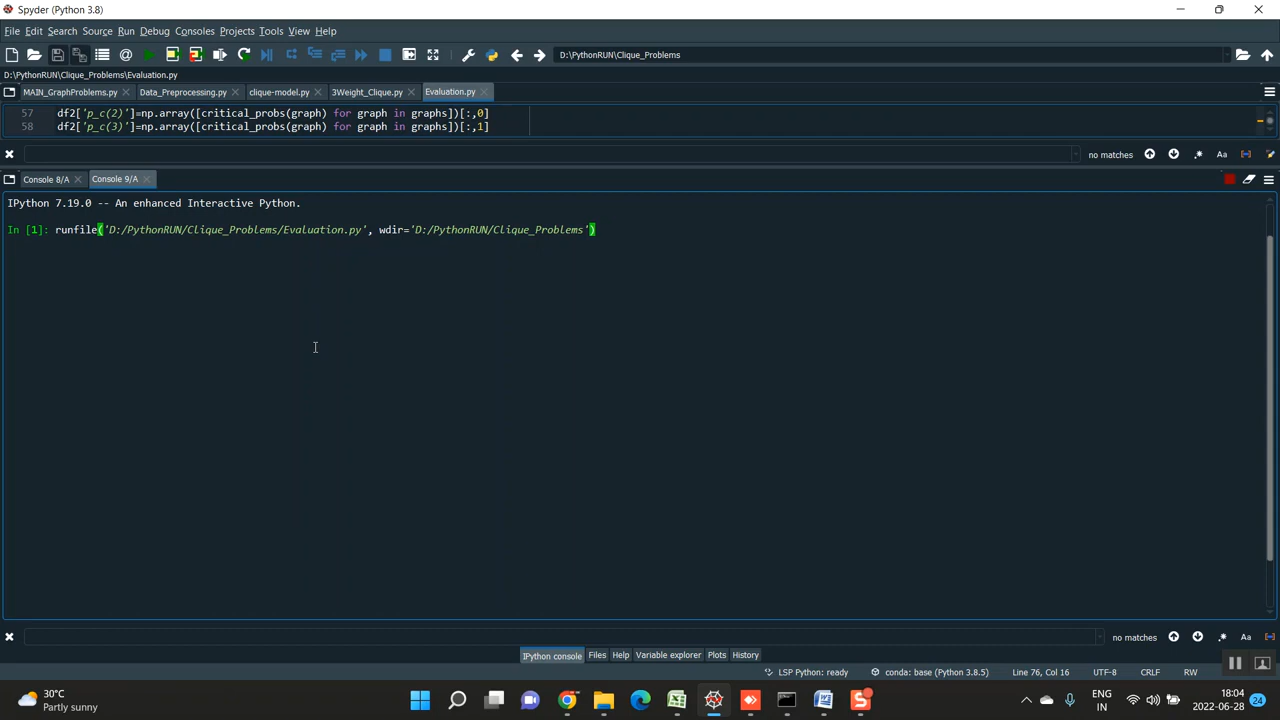 Spyder (Python 3.8)
File Edit Search Source Run Debug Consoles Projects Tools View Help
D:\PythonRUN\Clique_Problems
D:\PythonRUN\Clique_Problems\Evaluation.py
MAIN_GraphProblems.py Data_Preprocessing.py clique-model.py 3Weight_Clique.py Evaluation.py
57 df2['p_c(2)']=np.array([critical_probs(graph) for graph in graphs])[:,0]
58 df2['p_c(3)']=np.array([critical_probs(graph) for graph in graphs])[:,1]
no matches
Console 8/A Console 9/A
IPython 7.19.0 -- An enhanced Interactive Python.
In [1]: runfile('D:/PythonRUN/Clique_Problems/Evaluation.py', wdir='D:/PythonRUN/Clique_Problems')
no matches
IPython console Files Help Variable explorer Plots History
LSP Python: ready conda: base (Python 3.8.5) Line 76, Col 16 UTF-8 CRLF RW
30°C
Partly sunny
ENG
IN
18:04
2022-06-28
24